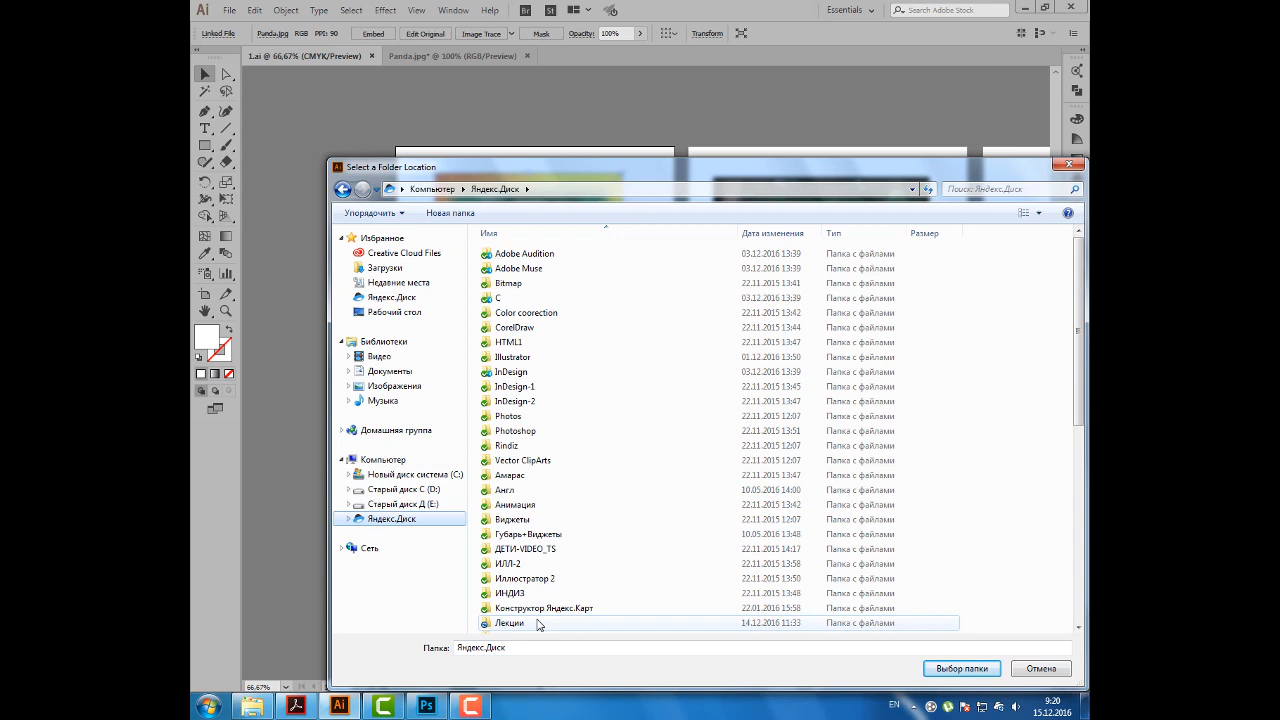 Ai File Edit Object Type Select Effect View Window Help Br St Essentials Search Adobe Stock
Linked File Panda.jpg RGB PPI: 90 Embed Edit Original Image Trace Mask Opacity: 100% Transform
1.ai @ 66,67% (CMYK/Preview) × Panda.jpg* @ 100% (RGB/Preview) ×
Select a Folder Location
Компьютер Яндекс.Диск Поиск: Яндекс.Диск
Упорядочить Новая папка
Имя Дата изменения Тип Размер
Избранное
Creative Cloud Files
Загрузки
Недавние места
Яндекс.Диск
Рабочий стол
Библиотеки
Видео
Документы
Изображения
Музыка
Домашняя группа
Компьютер
Новый диск система (C:)
Старый диск С (D:)
Старый диск Д (E:)
Яндекс.Диск
Сеть
Adobe Audition 03.12.2016 13:39 Папка с файлами
Adobe Muse 03.12.2016 13:39 Папка с файлами
Bitmap 22.11.2015 13:41 Папка с файлами
C 03.12.2016 13:39 Папка с файлами
Color coorection 22.11.2015 13:42 Папка с файлами
CorelDraw 22.11.2015 13:44 Папка с файлами
HTML1 22.11.2015 13:47 Папка с файлами
Illustrator 01.12.2016 13:50 Папка с файлами
InDesign 03.12.2016 13:39 Папка с файлами
InDesign-1 22.11.2015 13:45 Папка с файлами
InDesign-2 22.11.2015 13:46 Папка с файлами
Photos 22.11.2015 12:07 Папка с файлами
Photoshop 22.11.2015 13:51 Папка с файлами
Rindiz 22.11.2015 12:07 Папка с файлами
Vector ClipArts 22.11.2015 12:07 Папка с файлами
Амарас 22.11.2015 13:47 Папка с файлами
Англ 10.05.2016 14:00 Папка с файлами
Анимация 22.11.2015 13:42 Папка с файлами
Виджеты 22.11.2015 12:07 Папка с файлами
Губарь+Виджеты 10.05.2016 13:48 Папка с файлами
ДЕТИ-VIDEO_TS 22.11.2015 14:17 Папка с файлами
ИЛЛ-2 22.11.2015 13:58 Папка с файлами
Иллюстратор 2 22.11.2015 13:50 Папка с файлами
ИНДИЗ 22.11.2015 13:48 Папка с файлами
Конструктор Яндекс.Карт 22.01.2016 15:58 Папка с файлами
Лекции 14.12.2016 11:33 Папка с файлами
Папка: Яндекс.Диск
Выбор папки Отмена
66,67%
Ai Ps EN 9:20
15.12.2016